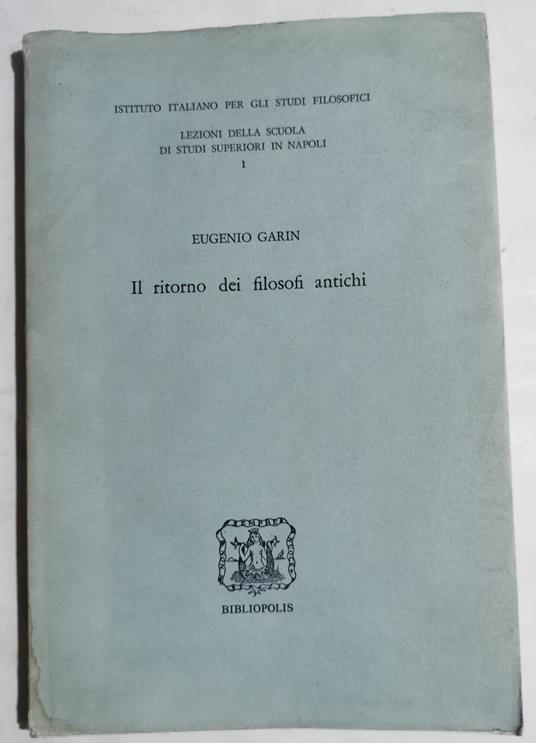 ISTITUTO ITALIANO PER GLI STUDI FILOSOFICI
LEZIONI DELLA SCUOLA
DI STUDI SUPERIORI IN NAPOLI
1
EUGENIO GARIN
Il ritorno dei filosofi antichi
BIBLIOPOLIS